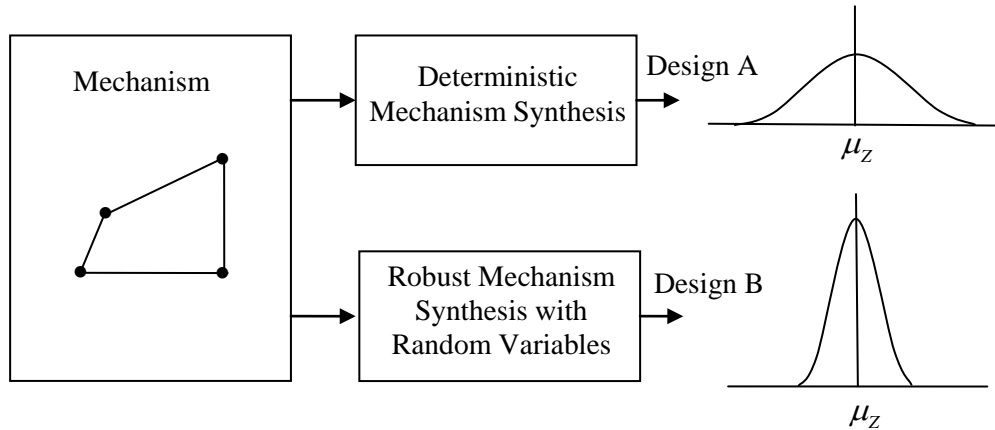 Mechanism
Deterministic
Mechanism Synthesis
Design A
μ_Z
Robust Mechanism
Synthesis with
Random Variables
Design B
μ_Z